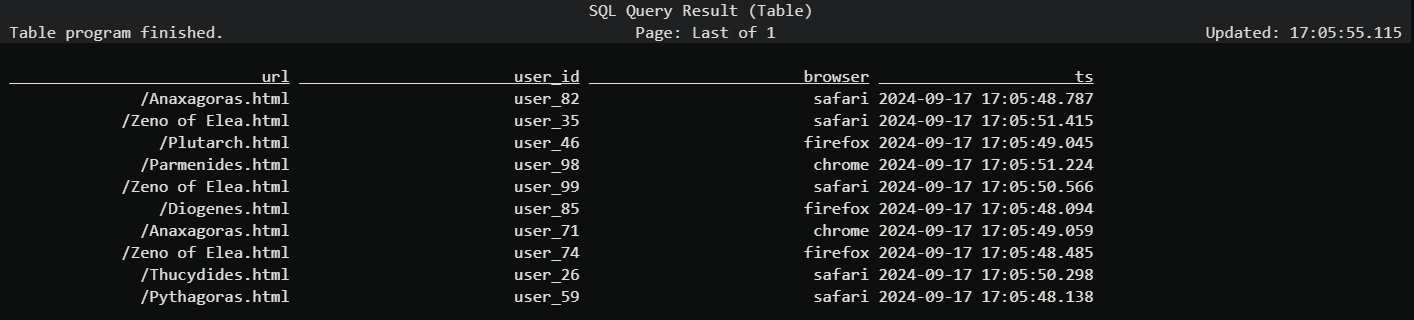 SQL Query Result (Table)
Table program finished. Page: Last of 1 Updated: 17:05:55.115
url user_id browser ts
/Anaxagoras.html user_82 safari 2024-09-17 17:05:48.787
/Zeno of Elea.html user_35 safari 2024-09-17 17:05:51.415
/Plutarch.html user_46 firefox 2024-09-17 17:05:49.045
/Parmenides.html user_98 chrome 2024-09-17 17:05:51.224
/Zeno of Elea.html user_99 safari 2024-09-17 17:05:50.566
/Diogenes.html user_85 firefox 2024-09-17 17:05:48.094
/Anaxagoras.html user_71 chrome 2024-09-17 17:05:49.059
/Zeno of Elea.html user_74 firefox 2024-09-17 17:05:48.485
/Thucydides.html user_26 safari 2024-09-17 17:05:50.298
/Pythagoras.html user_59 safari 2024-09-17 17:05:48.138